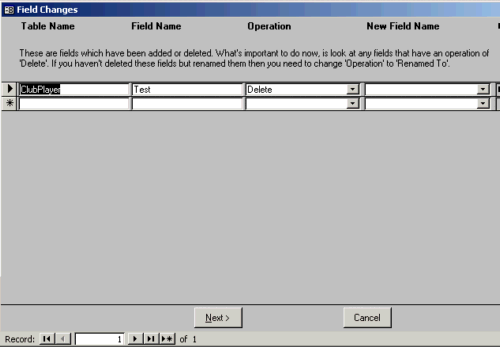 Field Changes
Table Name Field Name Operation New Field Name
These are fields which have been added or deleted. What's important to do now, is look at any fields that have an operation of
'Delete'. If you haven't deleted these fields but renamed them then you need to change 'Operation' to 'Renamed To'.
ClubPlayer Test Delete
Next > Cancel
Record: 1 of 1